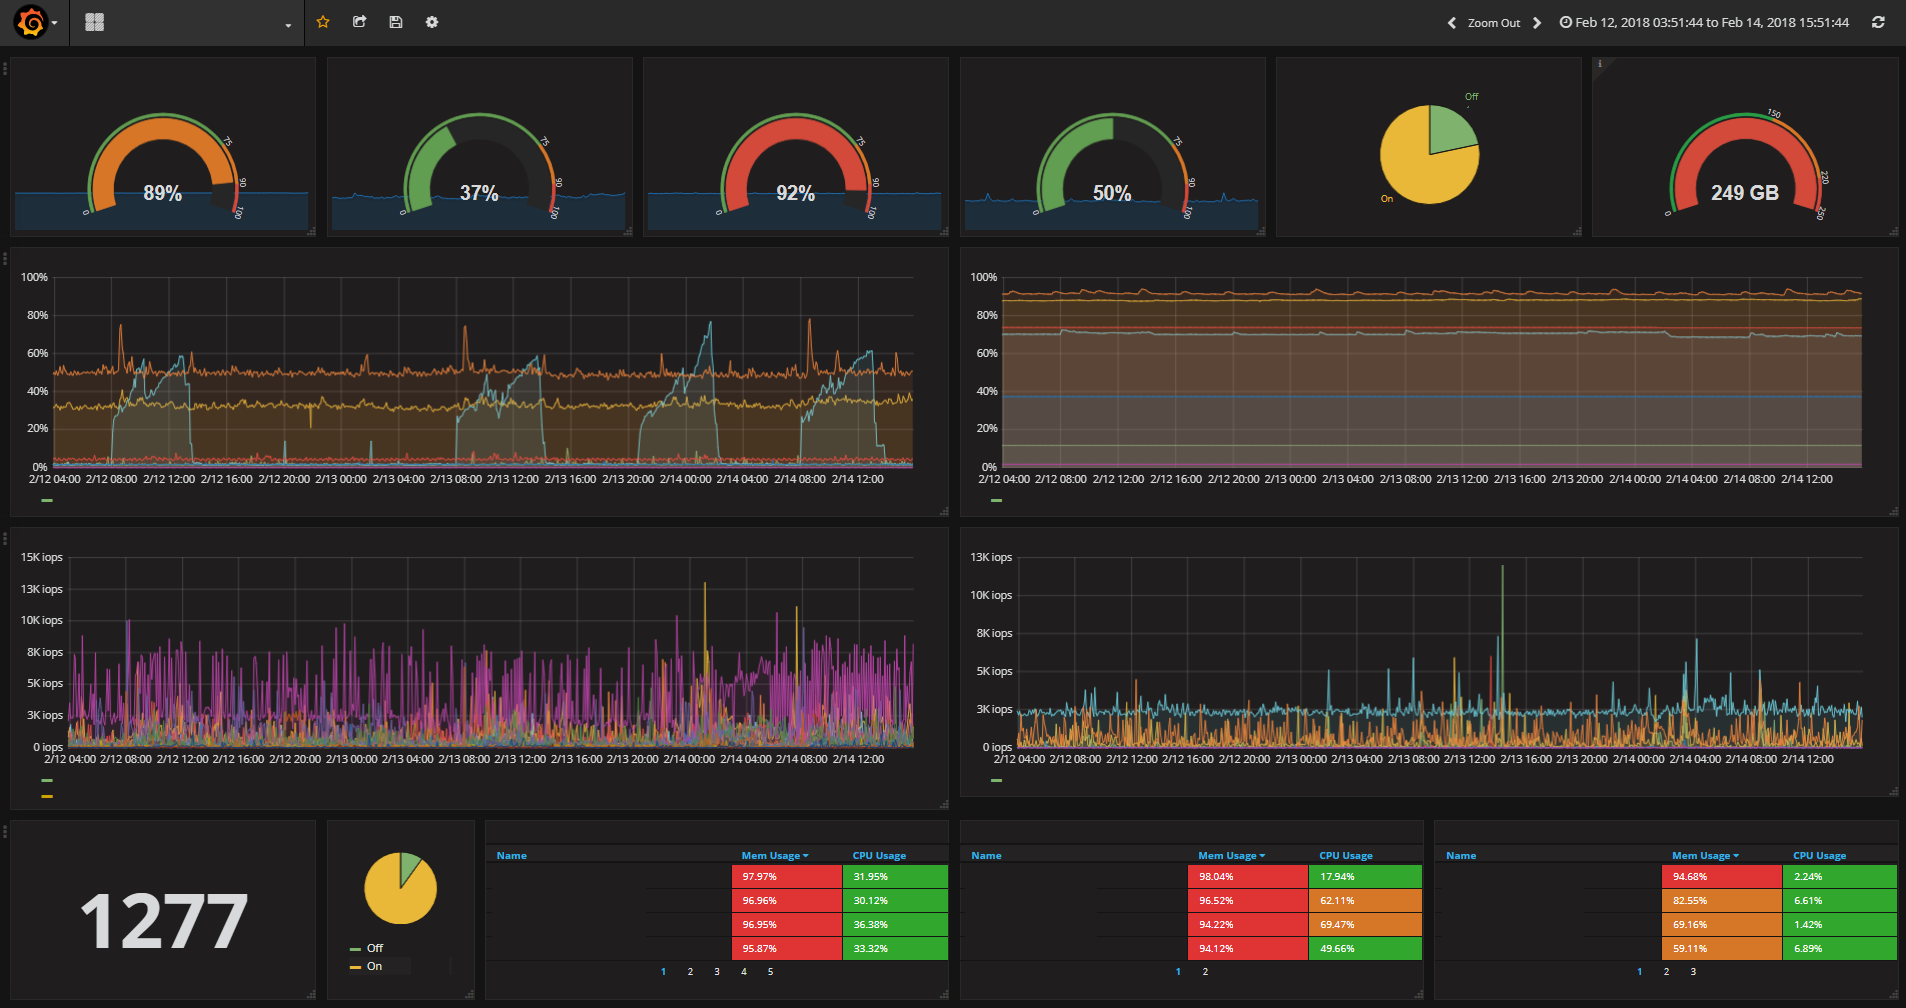 Zoom Out Feb 12, 2018 03:51:44 to Feb 14, 2018 15:51:44
89% 0 75 90 100
37% 0 75 90 100
92% 0 75 90 100
50% 0 75 90 100
Off
On
i
249 GB 0 150 220 250
100%
80%
60%
40%
20%
0%
2/12 04:00 2/12 08:00 2/12 12:00 2/12 16:00 2/12 20:00 2/13 00:00 2/13 04:00 2/13 08:00 2/13 12:00 2/13 16:00 2/13 20:00 2/14 00:00 2/14 04:00 2/14 08:00 2/14 12:00
100%
80%
60%
40%
20%
0%
2/12 04:00 2/12 08:00 2/12 12:00 2/12 16:00 2/12 20:00 2/13 00:00 2/13 04:00 2/13 08:00 2/13 12:00 2/13 16:00 2/13 20:00 2/14 00:00 2/14 04:00 2/14 08:00 2/14 12:00
15K iops
13K iops
10K iops
8K iops
5K iops
3K iops
0 iops
2/12 04:00 2/12 08:00 2/12 12:00 2/12 16:00 2/12 20:00 2/13 00:00 2/13 04:00 2/13 08:00 2/13 12:00 2/13 16:00 2/13 20:00 2/14 00:00 2/14 04:00 2/14 08:00 2/14 12:00
13K iops
10K iops
8K iops
5K iops
3K iops
0 iops
2/12 04:00 2/12 08:00 2/12 12:00 2/12 16:00 2/12 20:00 2/13 00:00 2/13 04:00 2/13 08:00 2/13 12:00 2/13 16:00 2/13 20:00 2/14 00:00 2/14 04:00 2/14 08:00 2/14 12:00
1277
Off
On
Name Mem Usage CPU Usage
97.97% 31.95%
96.96% 30.12%
96.95% 36.38%
95.87% 33.32%
1 2 3 4 5
Name Mem Usage CPU Usage
98.04% 17.94%
96.52% 62.11%
94.22% 69.47%
94.12% 49.66%
1 2
Name Mem Usage CPU Usage
94.68% 2.24%
82.55% 6.61%
69.16% 1.42%
59.11% 6.89%
1 2 3